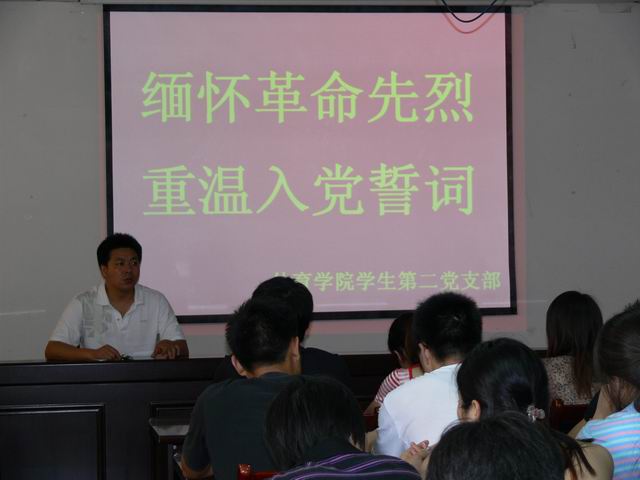 缅怀革命先烈
重温入党誓词
体育学院学生第二党支部